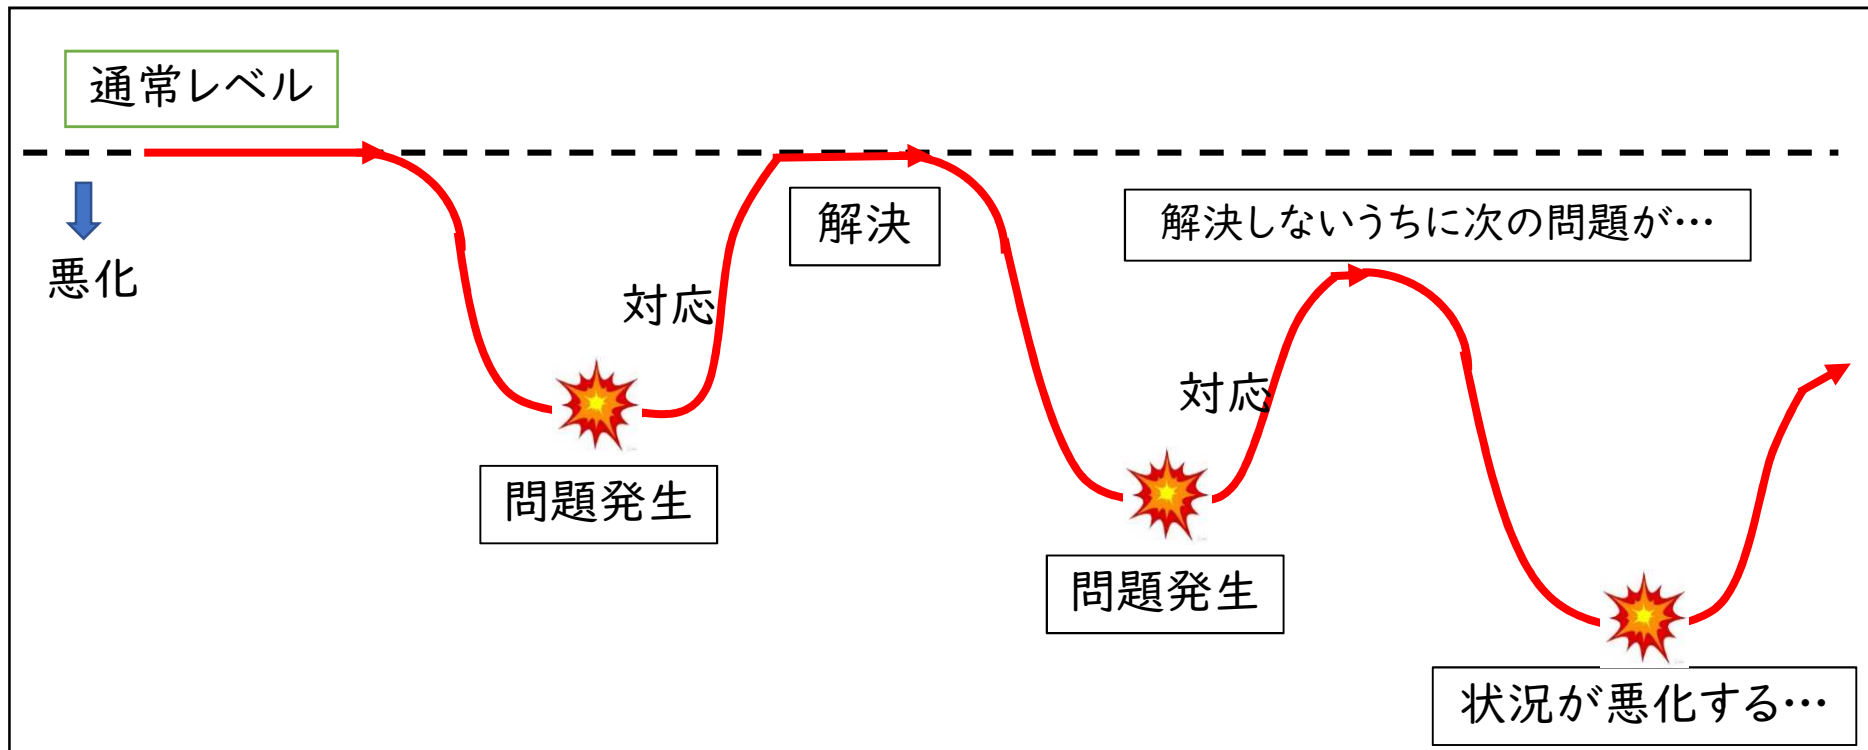 通常レベル
悪化
対応
解決
問題発生
解決しないうちに次の問題が…
対応
問題発生
状況が悪化する…